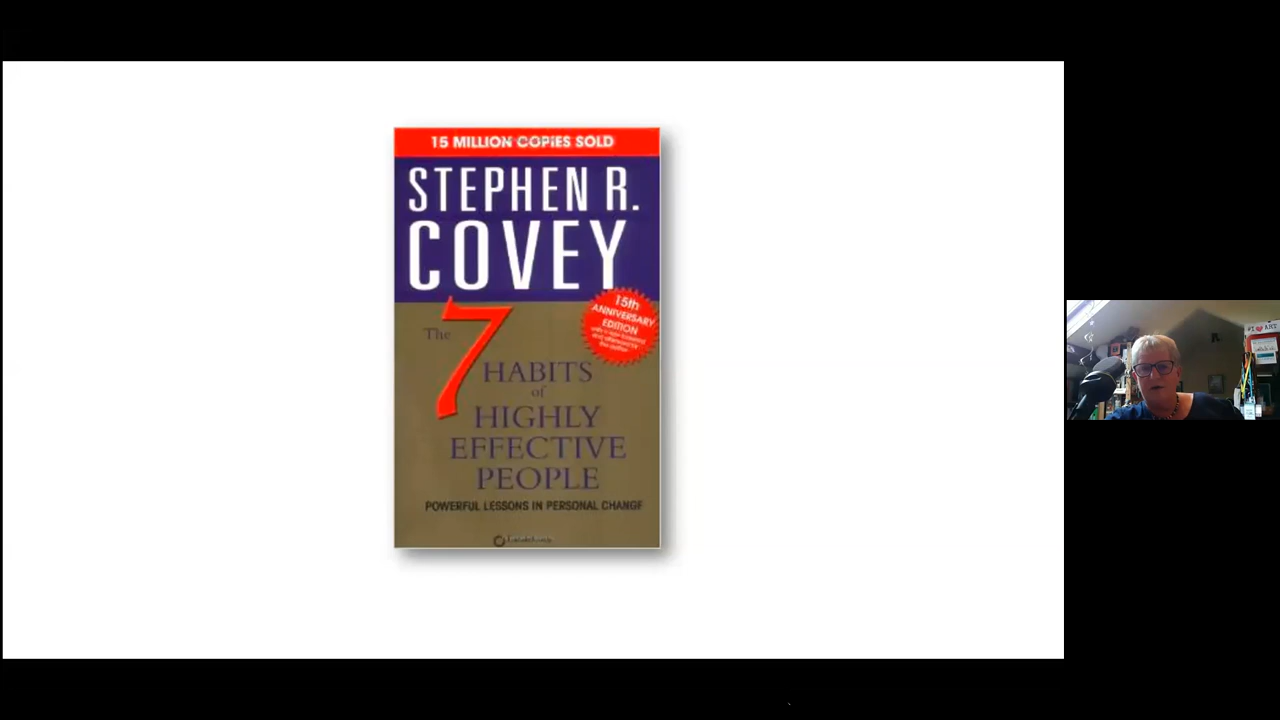 15 MILLION COPIES SOLD
STEPHEN R.
COVEY
15th
ANNIVERSARY
EDITION
The
7
HABITS
of
HIGHLY
EFFECTIVE
PEOPLE
POWERFUL LESSONS IN PERSONAL CHANGE